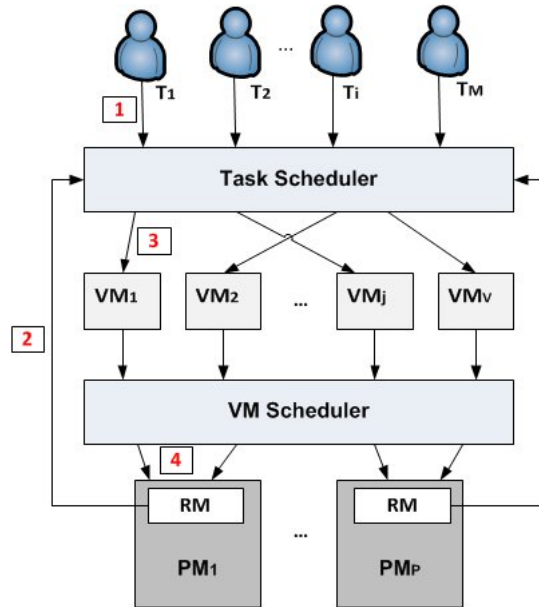 ...
T1 T2 Ti TM
1
Task Scheduler
3
VM1 VM2 ... VMj VMV
2
VM Scheduler
4
RM RM
...
PM1 PMP